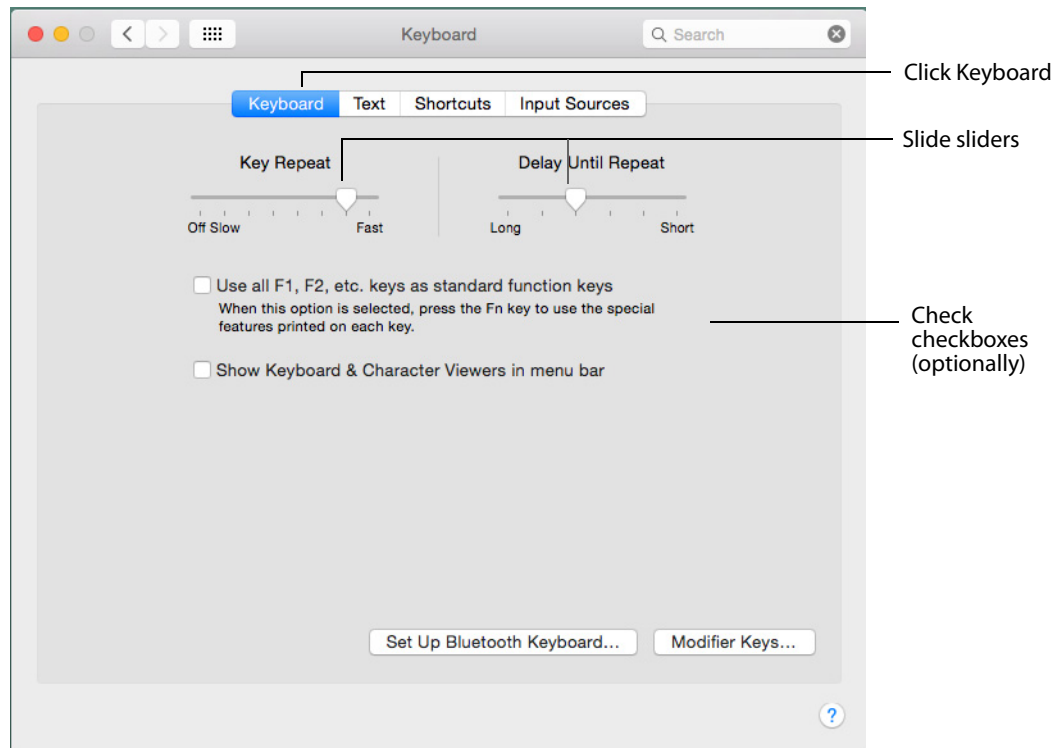 Keyboard
Search
Click Keyboard
Keyboard Text Shortcuts Input Sources
Slide sliders
Key Repeat Delay Until Repeat
Off Slow Fast Long Short
Use all F1, F2, etc. keys as standard function keys
When this option is selected, press the Fn key to use the special
features printed on each key.
Check
checkboxes
(optionally)
Show Keyboard & Character Viewers in menu bar
Set Up Bluetooth Keyboard... Modifier Keys...
?